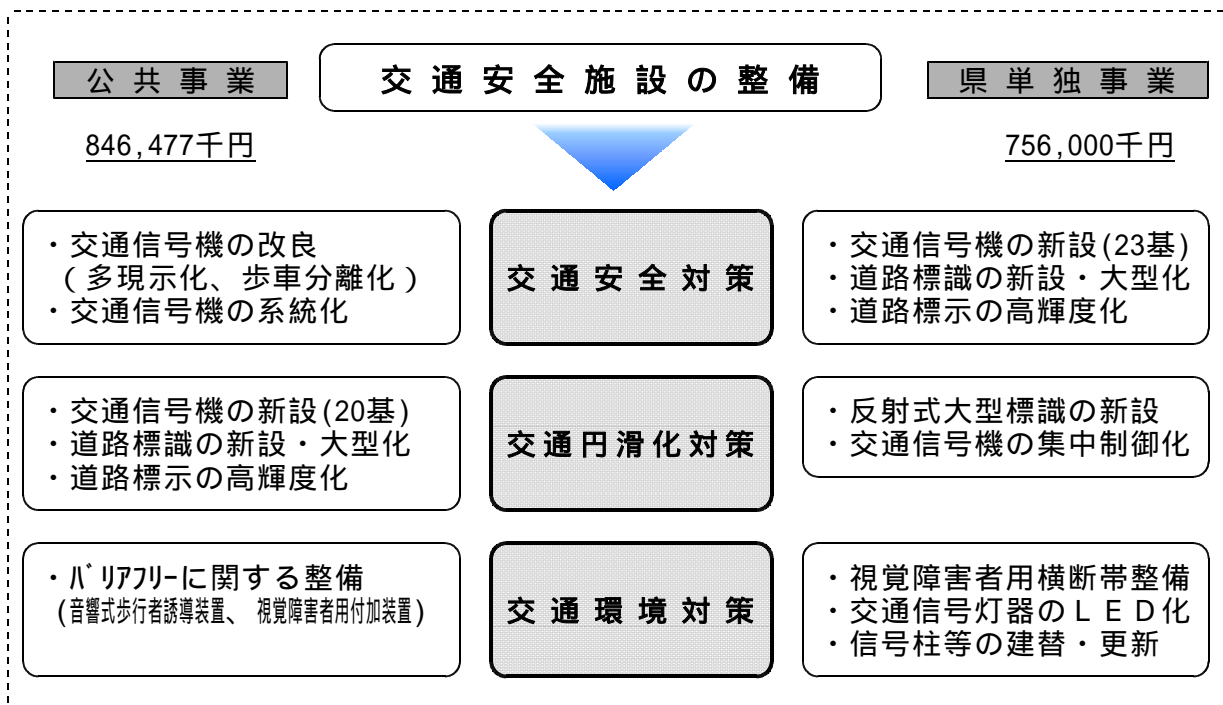 公共事業
交通安全施設の整備
県単独事業
846,477千円
756,000千円
・交通信号機の改良
(多現示化、歩車分離化)
・交通信号機の系統化
交通安全対策
・交通信号機の新設(23基)
・道路標識の新設・大型化
・道路標示の高輝度化
・交通信号機の新設(20基)
・道路標識の新設・大型化
・道路標示の高輝度化
交通円滑化対策
・反射式大型標識の新設
・交通信号機の集中制御化
・バリアフリーに関する整備
(音響式歩行者誘導装置、視覚障害者用付加装置)
交通環境対策
・視覚障害者用横断帯整備
・交通信号灯器のLED化
・信号柱等の建替・更新